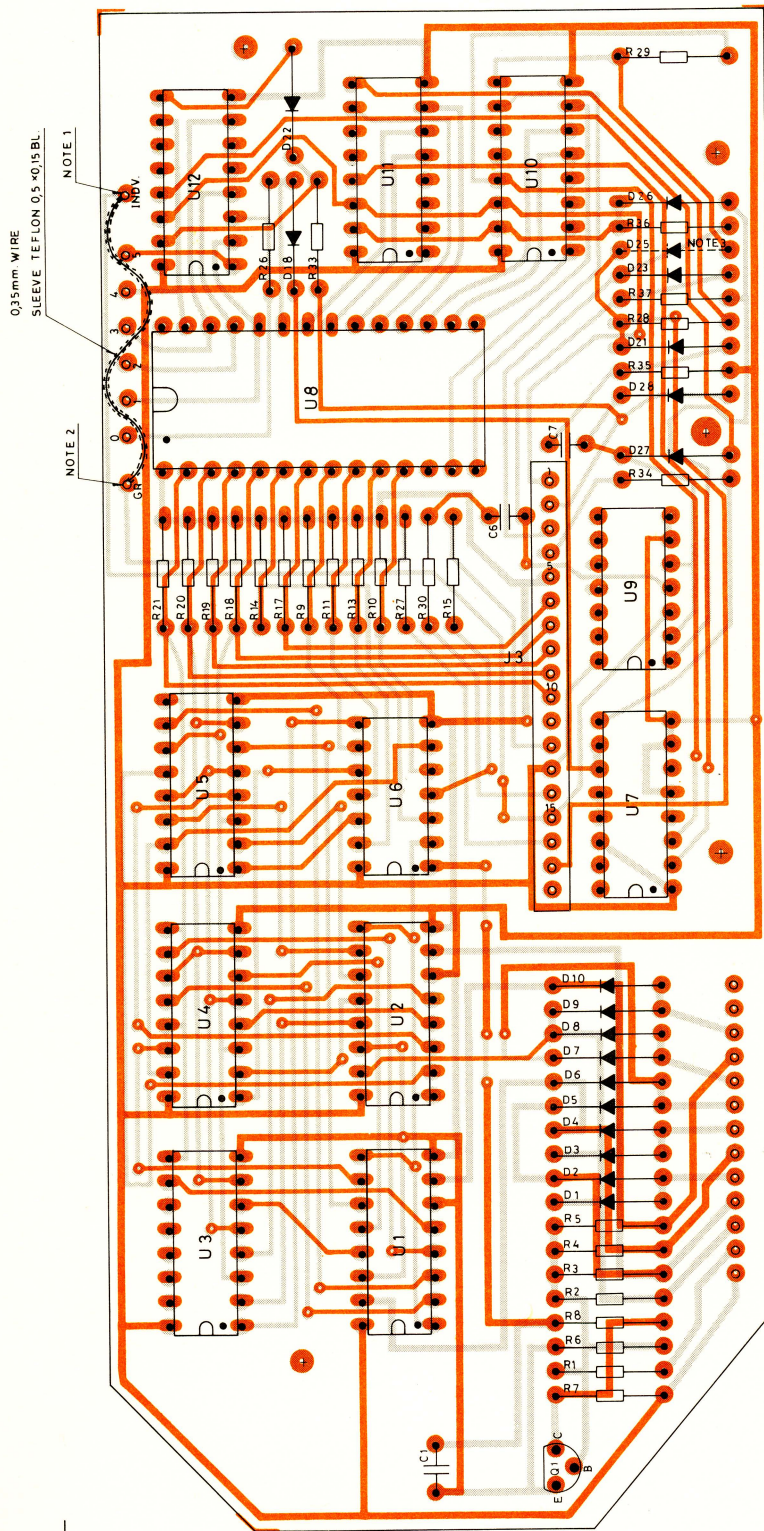 0,35mm WIRE
SLEEVE TEFLON 0,5 ×0,15 BL.
NOTE 1
NOTE 2
INDV.
5
4
3
2
1
0
GR
U12
D22
U11
U10
R 29
R26
D18
R33
D26
R36
D25
NOTE 3
D23
R37
R28
D21
R35
D28
D27
R34
U8
C7
C6
R21
R20
R19
R18
R14
R17
R9
R11
R13
R10
R27
R30
R15
J3
1
5
10
15
U9
U5
U6
U7
U4
U2
D10
D9
D8
D7
D6
D5
D4
D3
D2
D1
R5
R4
R3
R2
R8
R6
R1
R7
U3
U1
C1
Q1
C
B
E